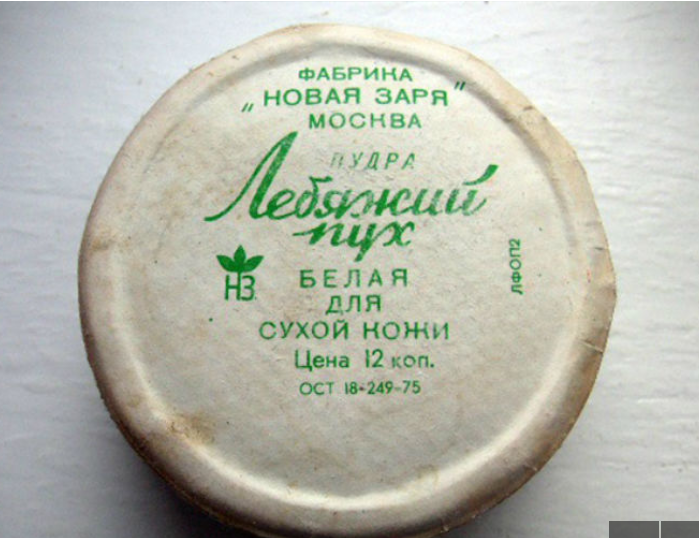 ФАБРИКА
„НОВАЯ ЗАРЯ"
МОСКВА
ПУДРА
Лебяжий
пух
НЗ
БЕЛАЯ
ДЛЯ
СУХОЙ КОЖИ
Цена 12 коп.
ОСТ 18-249-75
ЛФОП2